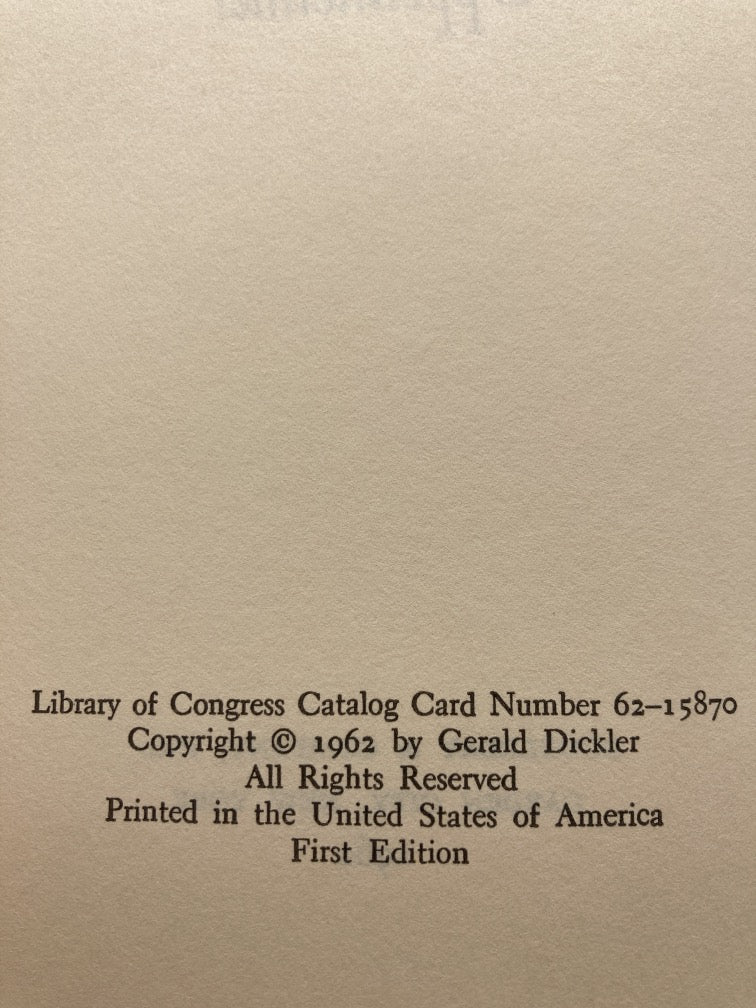 Library of Congress Catalog Card Number 62–15870
Copyright © 1962 by Gerald Dickler
All Rights Reserved
Printed in the United States of America
First Edition